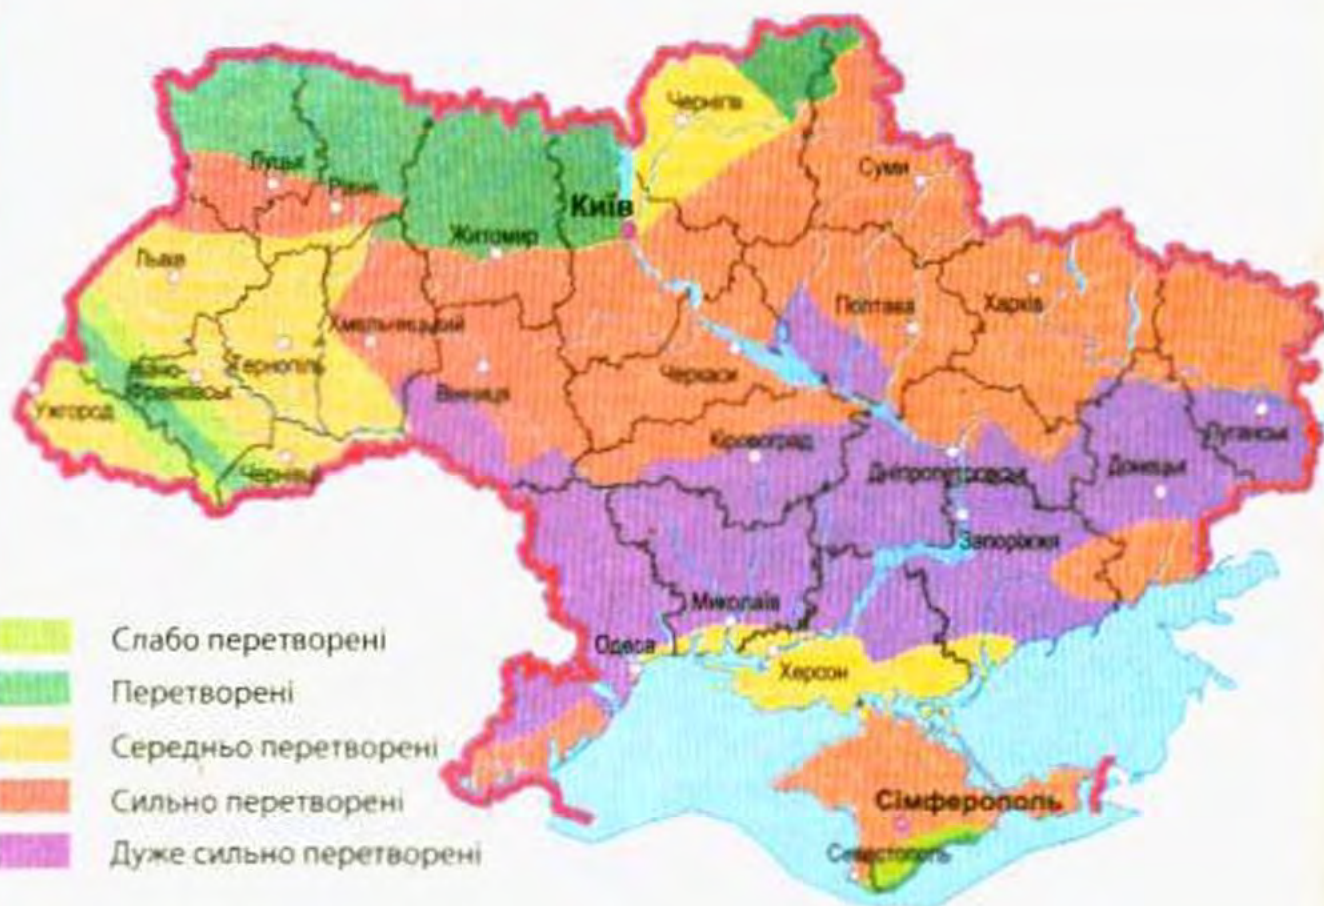 Чернігів
Суми
Луцьк
Рівне
Київ
Житомир
Львів
Полтава
Харків
Хмельницький
Тернопіль
Івано-
Франківськ
Черкаси
Вінниця
Ужгород
Кіровоград
Луганськ
Чернівці
Дніпропетровськ
Донецьк
Запоріжжя
Миколаїв
Одеса
Херсон
Сімферополь
Севастополь
Слабо перетворені
Перетворені
Середньо перетворені
Сильно перетворені
Дуже сильно перетворені